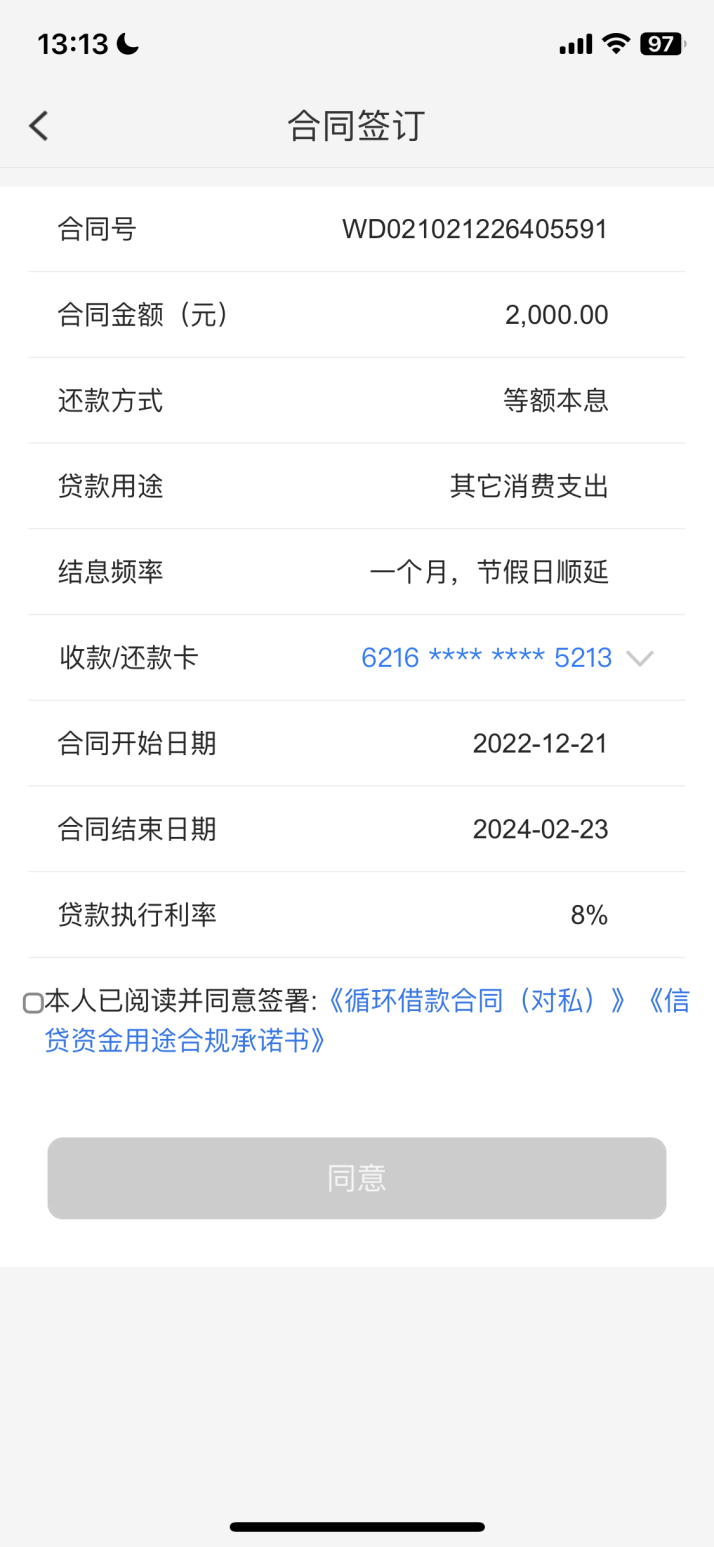 13:13
97
合同签订
合同号 WD021021226405591
合同金额（元） 2,000.00
还款方式 等额本息
贷款用途 其它消费支出
结息频率 一个月，节假日顺延
收款/还款卡 6216 **** **** 5213
合同开始日期 2022-12-21
合同结束日期 2024-02-23
贷款执行利率 8%
本人已阅读并同意签署:《循环借款合同（对私）》《信
贷资金用途合规承诺书》
同意